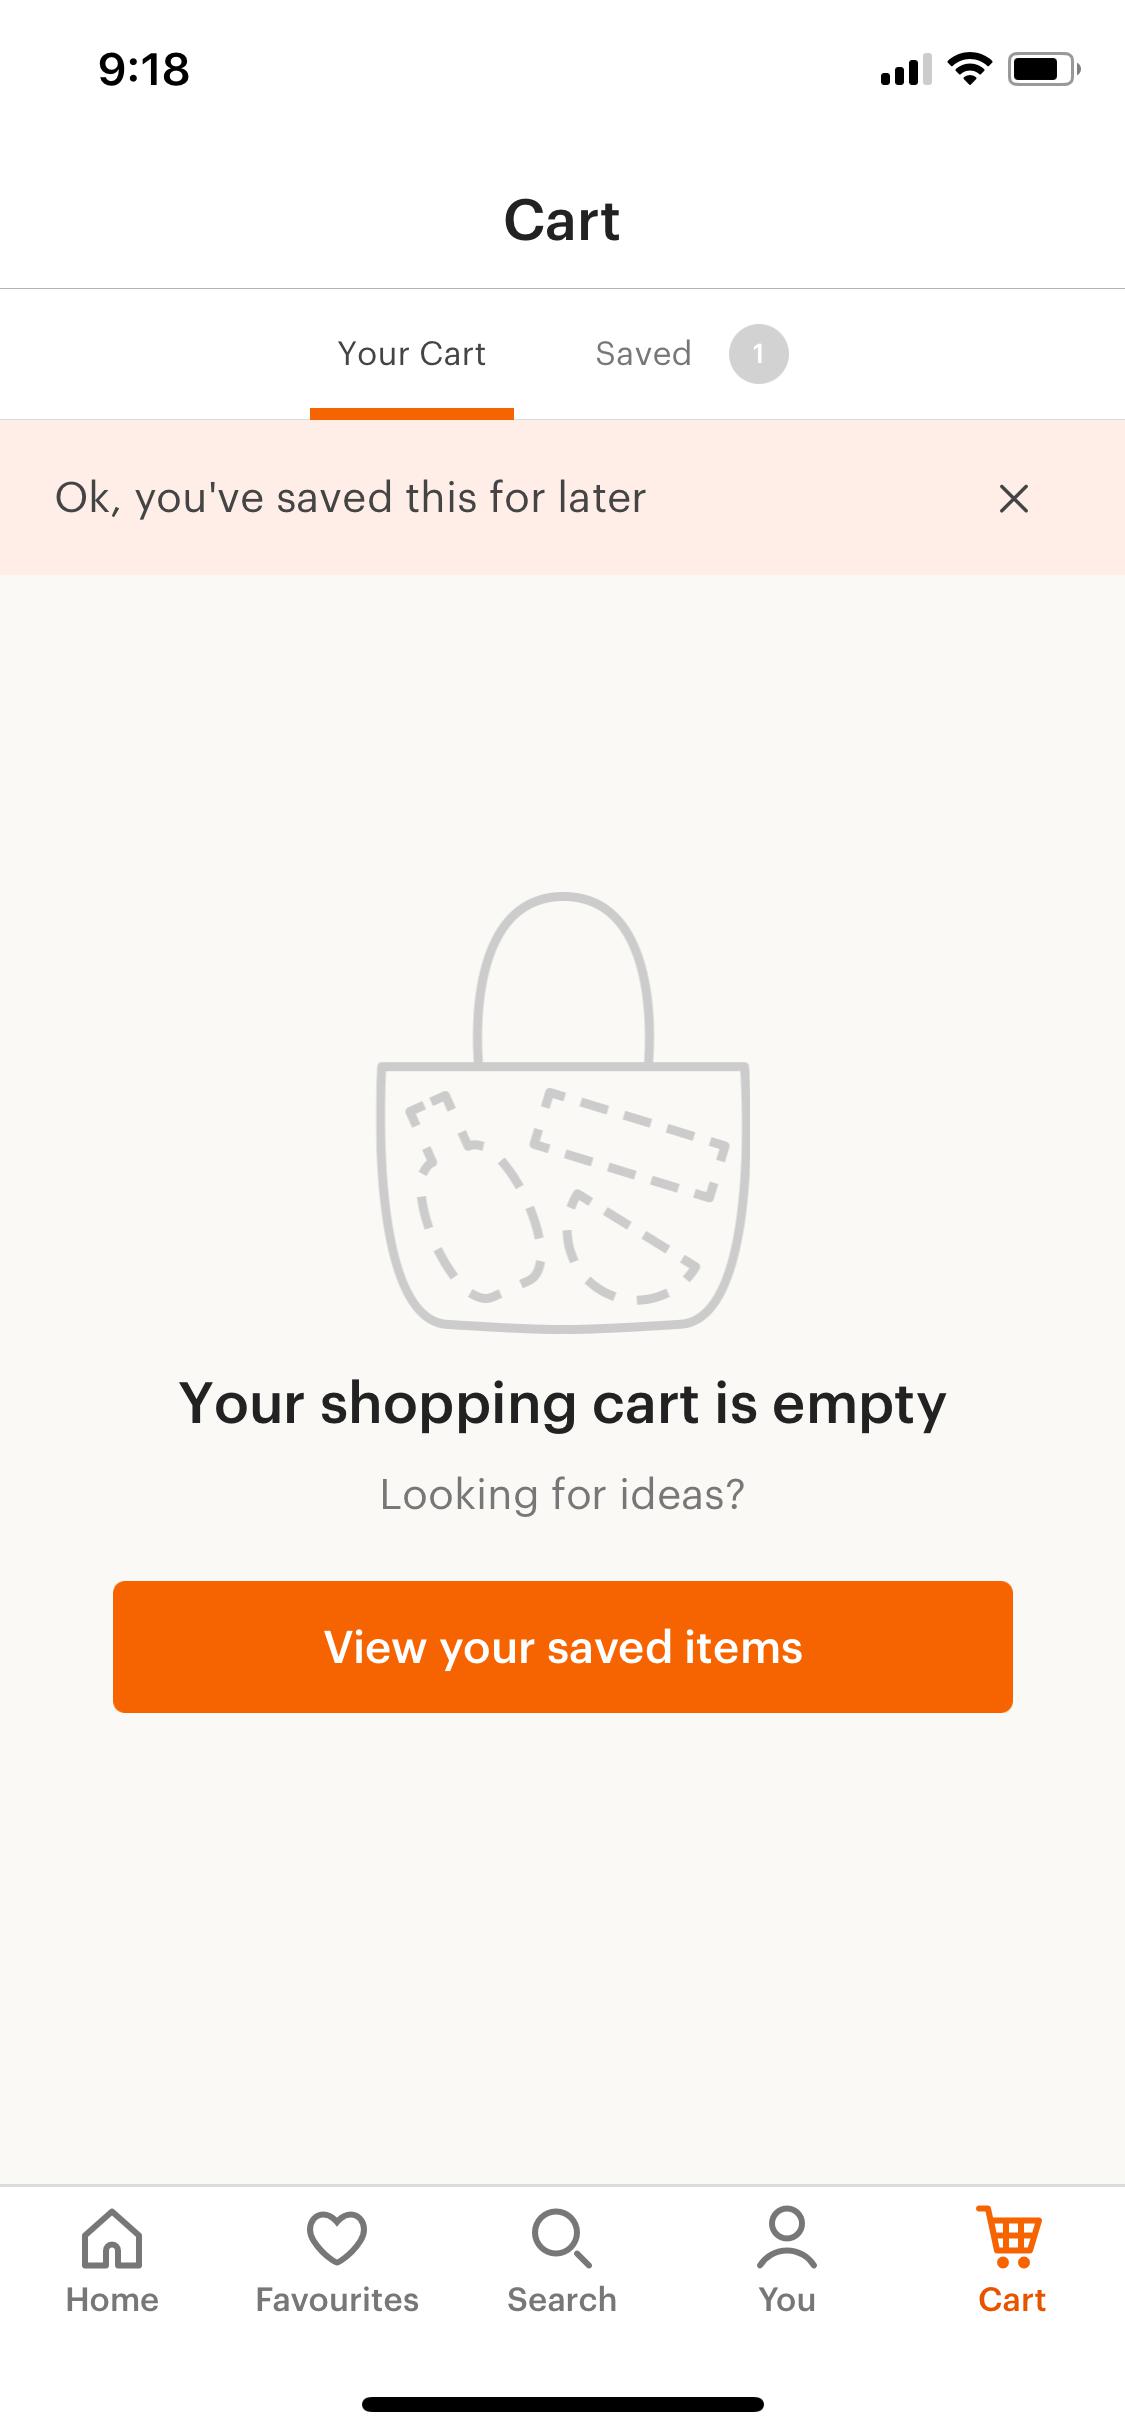 9:18
Cart
Your Cart
Saved 1
Ok, you've saved this for later
Your shopping cart is empty
Looking for ideas?
View your saved items
Home
Favourites
Search
You
Cart